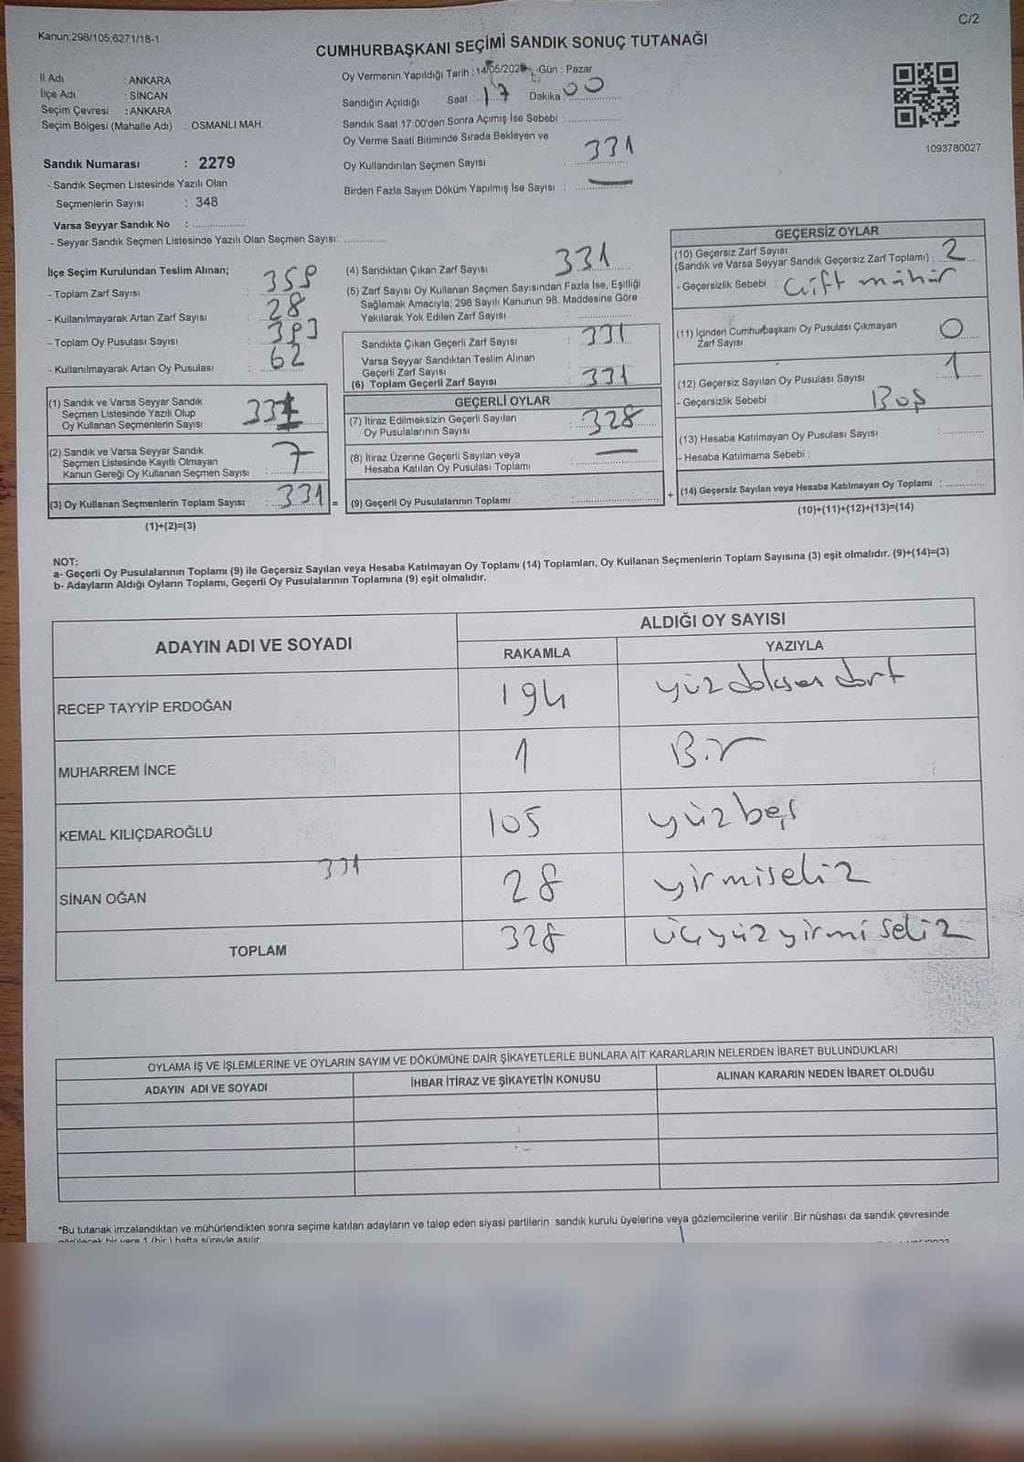 C/2
Kanun:298/105,6271/18-1
CUMHURBAŞKANI SEÇİMİ SANDIK SONUÇ TUTANAĞI
İl Adı : ANKARA
İlçe Adı : SİNCAN
Seçim Çevresi : ANKARA
Seçim Bölgesi (Mahalle Adı) : OSMANLI MAH.
Oy Vermenin Yapıldığı Tarih : 14/05/202 Gün : Pazar
Sandığın Açıldığı Saat : 17 Dakika : 00
Sandık Saat 17:00'den Sonra Açımış İse Sebebi :
Oy Verme Saati Bitiminde Sırada Bekleyen ve
Oy Kullandırılan Seçmen Sayısı : 331
Birden Fazla Sayım Döküm Yapılmış İse Sayısı : —
1093780027
Sandık Numarası : 2279
- Sandık Seçmen Listesinde Yazılı Olan
Seçmenlerin Sayısı : 348
Varsa Seyyar Sandık No :
- Seyyar Sandık Seçmen Listesinde Yazılı Olan Seçmen Sayısı:
İlçe Seçim Kurulundan Teslim Alınan;
- Toplam Zarf Sayısı : 359
- Kullanılmayarak Artan Zarf Sayısı : 28
- Toplam Oy Pusulası Sayısı : 393
- Kullanılmayarak Artan Oy Pusulası : 62
(1) Sandık ve Varsa Seyyar Sandık
Seçmen Listesinde Yazılı Olup
Oy Kullanan Seçmenlerin Sayısı : 331
(2) Sandık ve Varsa Seyyar Sandık
Seçmen Listesinde Kayıtlı Olmayan
Kanun Gereği Oy Kullanan Seçmen Sayısı : 7
(3) Oy Kullanan Seçmenlerin Toplam Sayısı : 331 =
(1)+(2)=(3)
(4) Sandıktan Çıkan Zarf Sayısı : 331
(5) Zarf Sayısı Oy Kullanan Seçmen Sayısından Fazla İse, Eşitliği
Sağlamak Amacıyla; 298 Sayılı Kanunun 98. Maddesine Göre
Yakılarak Yok Edilen Zarf Sayısı :
Sandıkta Çıkan Geçerli Zarf Sayısı : 331
Varsa Seyyar Sandıktan Teslim Alınan
Geçerli Zarf Sayısı :
(6) Toplam Geçerli Zarf Sayısı : 331
GEÇERLİ OYLAR
(7) İtiraz Edilmeksizin Geçerli Sayılan
Oy Pusulalarının Sayısı : 328
(8) İtiraz Üzerine Geçerli Sayılan veya
Hesaba Katılan Oy Pusulası Toplamı : —
(9) Geçerli Oy Pusulalarının Toplamı : +
GEÇERSİZ OYLAR
(10) Geçersiz Zarf Sayısı
(Sandık ve Varsa Seyyar Sandık Geçersiz Zarf Toplamı) : 2
- Geçersizlik Sebebi : Çift mühür
(11) İçinden Cumhurbaşkanı Oy Pusulası Çıkmayan
Zarf Sayısı : 0
(12) Geçersiz Sayılan Oy Pusulası Sayısı : 1
- Geçersizlik Sebebi : Boş
(13) Hesaba Katılmayan Oy Pusulası Sayısı :
- Hesaba Katılmama Sebebi :
(14) Geçersiz Sayılan veya Hesaba Katılmayan Oy Toplamı :
(10)+(11)+(12)+(13)=(14)
NOT:
a- Geçerli Oy Pusulalarının Toplamı (9) ile Geçersiz Sayılan veya Hesaba Katılmayan Oy Toplamı (14) Toplamları, Oy Kullanan Seçmenlerin Toplam Sayısına (3) eşit olmalıdır. (9)+(14)=(3)
b- Adayların Aldığı Oyların Toplamı, Geçerli Oy Pusulalarının Toplamına (9) eşit olmalıdır.
ADAYIN ADI VE SOYADI
ALDIĞI OY SAYISI
RAKAMLA YAZIYLA
RECEP TAYYİP ERDOĞAN 194 yüzdoksan dört
MUHARREM İNCE 1 Bir
KEMAL KILIÇDAROĞLU 105 yüzbeş
331
SİNAN OĞAN 28 yirmisekiz
TOPLAM 328 üçyüzyirmi sekiz
OYLAMA İŞ VE İŞLEMLERİNE VE OYLARIN SAYIM VE DÖKÜMÜNE DAİR ŞİKAYETLERLE BUNLARA AİT KARARLARIN NELERDEN İBARET BULUNDUKLARI
ADAYIN ADI VE SOYADI İHBAR İTİRAZ VE ŞİKAYETİN KONUSU ALINAN KARARIN NEDEN İBARET OLDUĞU
*Bu tutanak imzalandıktan ve mühürlendikten sonra seçime katılan adayların ve talep eden siyasi partilerin sandık kurulu üyelerine veya gözlemcilerine verilir. Bir nüshası da sandık çevresinde
bir yere 1 (bir) hafta süreyle asılır.